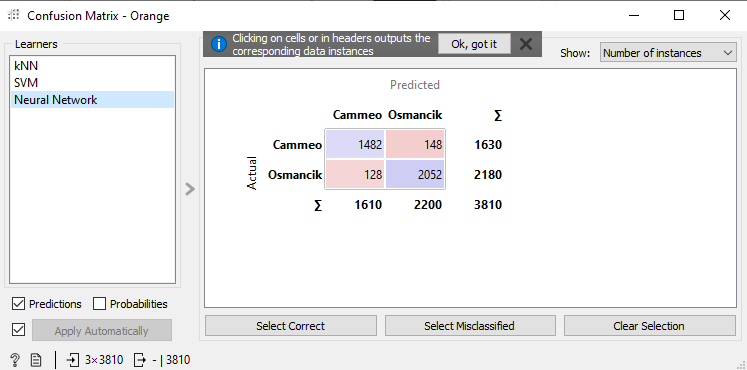 Confusion Matrix - Orange
Learners
kNN
SVM
Neural Network
Predictions
Probabilities
Apply Automatically
Clicking on cells or in headers outputs the
corresponding data instances
Ok, got it
Show:
Number of instances
Predicted
Cammeo Osmancik ∑
Actual
Cammeo 1482 148 1630
Osmancik 128 2052 2180
∑ 1610 2200 3810
Select Correct
Select Misclassified
Clear Selection
? 3×3810 - | 3810